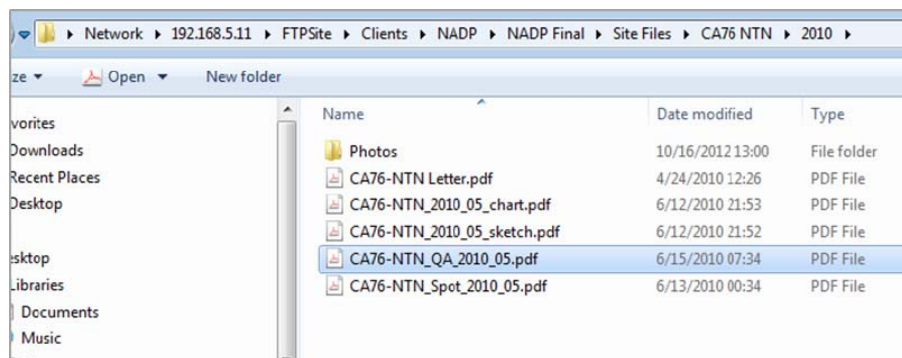 Network ▸ 192.168.5.11 ▸ FTPSite ▸ Clients ▸ NADP ▸ NADP Final ▸ Site Files ▸ CA76 NTN ▸ 2010 ▸
ze ▾ Open ▾ New folder
Name Date modified Type
vorites
Downloads
Recent Places
Desktop
esktop
Libraries
Documents
Music
Photos 10/16/2012 13:00 File folder
CA76-NTN Letter.pdf 4/24/2010 12:26 PDF File
CA76-NTN_2010_05_chart.pdf 6/12/2010 21:53 PDF File
CA76-NTN_2010_05_sketch.pdf 6/12/2010 21:52 PDF File
CA76-NTN_QA_2010_05.pdf 6/15/2010 07:34 PDF File
CA76-NTN_Spot_2010_05.pdf 6/13/2010 00:34 PDF File